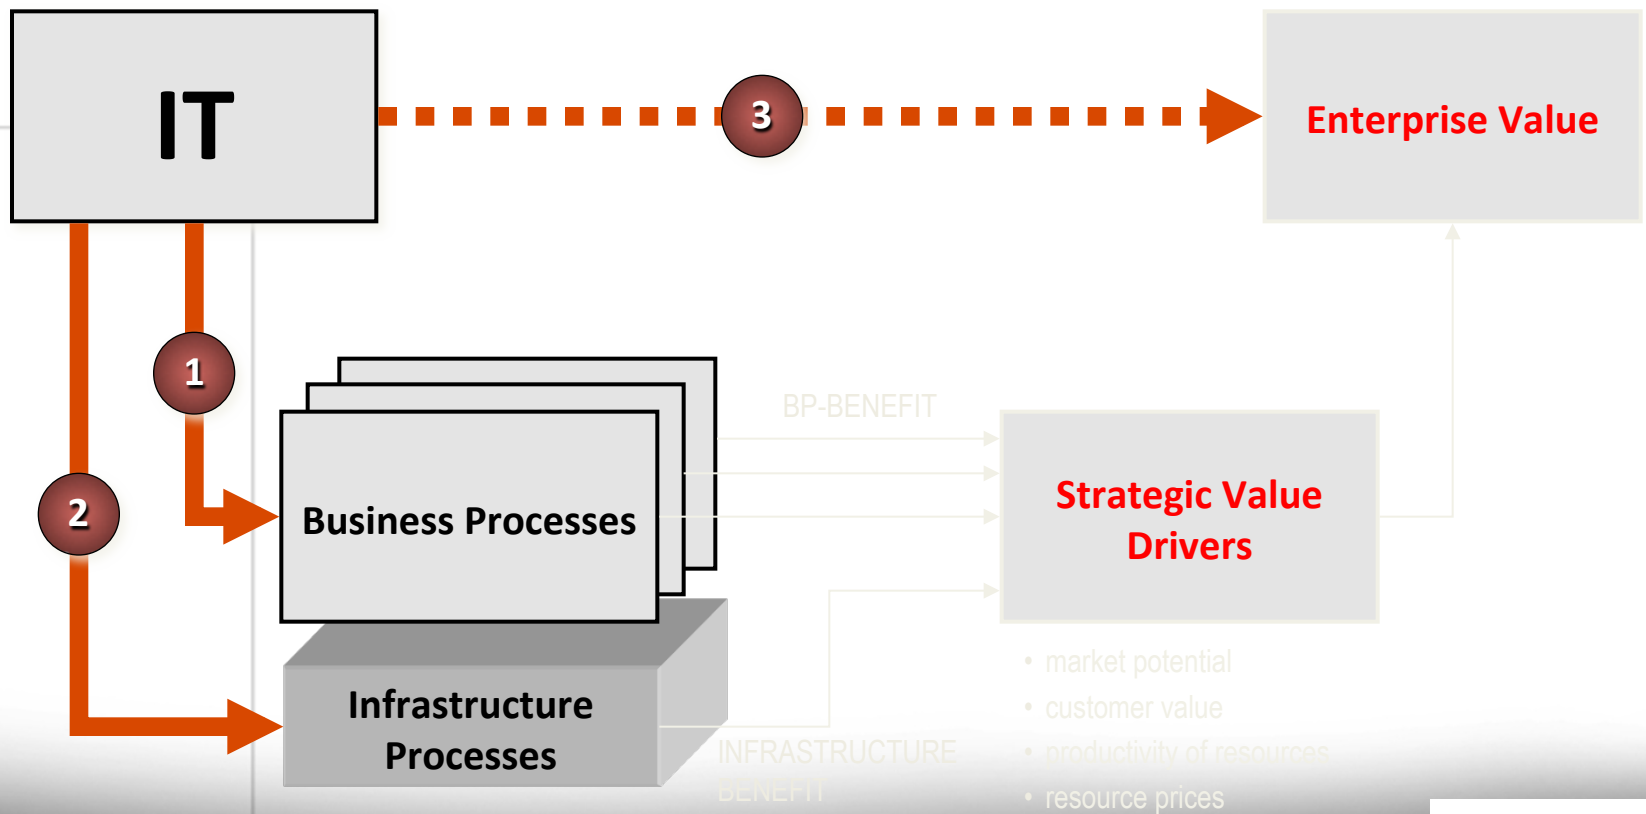 IT
3
Enterprise Value
1
BP-BENEFIT
2
Business Processes
Strategic Value
Drivers
Infrastructure
Processes
INFRASTRUCTURE
BENEFIT
• market potential
• customer value
• productivity of resources
• resource prices